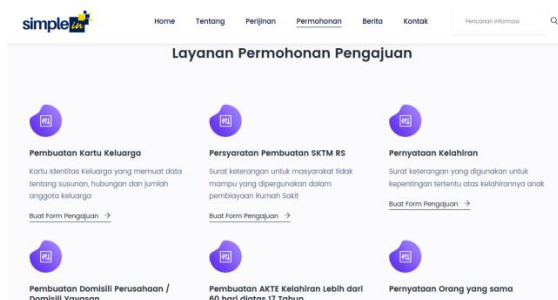 simple in
Home Tentang Perijinan Permohonan Berita Kontak Pencarian Informasi
Layanan Permohonan Pengajuan
Pembuatan Kartu Keluarga
Kartu Identitas Keluarga yang memuat data
tentang susunan, hubungan dan jumlah
anggota keluarga
Buat Form Pengajuan →
Persyaratan Pembuatan SKTM RS
Surat keterangan untuk masyarakat tidak
mampu yang dipergunakan dalam
pembiayaan Rumah Sakit
Buat Form Pengajuan →
Pernyataan Kelahiran
Surat keterangan yang digunakan untuk
kepentingan tertentu atas kelahirannya anak
Buat Form Pengajuan →
Pembuatan Domisili Perusahaan /
Domisili Yayasan
Pembuatan AKTE Kelahiran Lebih dari
60 hari diatas 17 Tahun
Pernyataan Orang yang sama